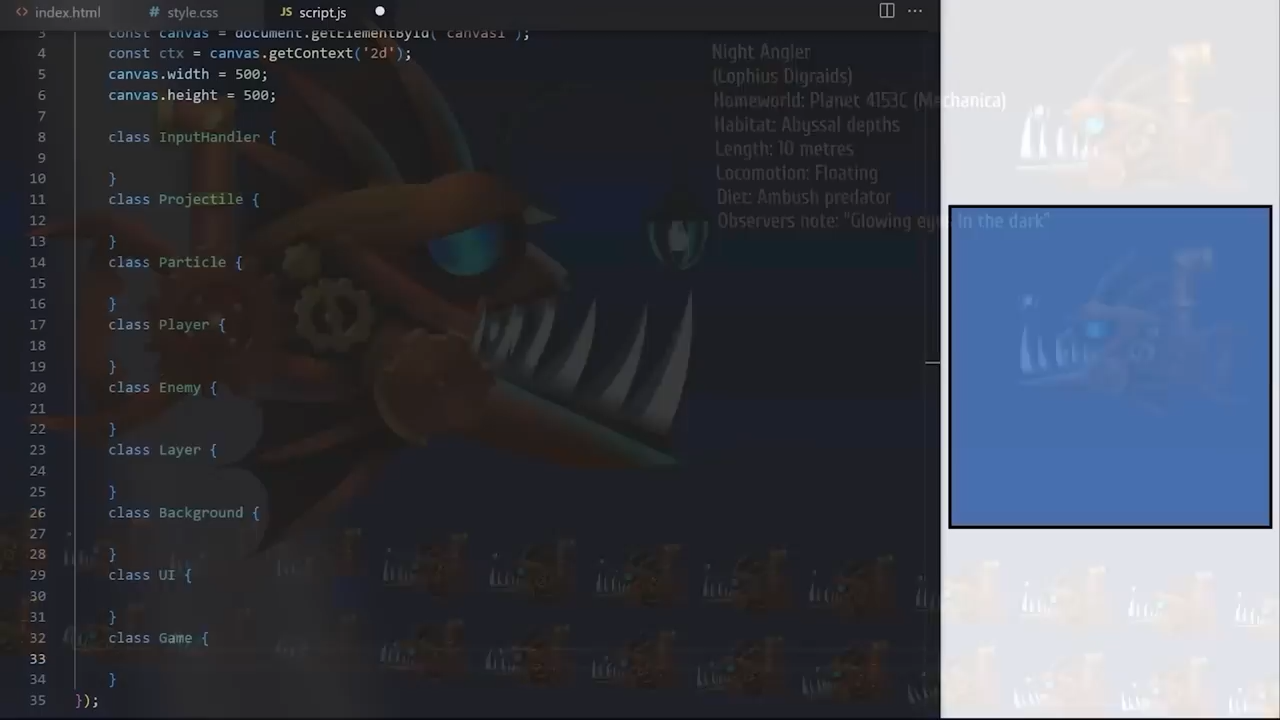 index.html # style.css JS script.js
3 const canvas = document.getElementById('canvas1');
4 const ctx = canvas.getContext('2d');
5 canvas.width = 500;
6 canvas.height = 500;
7
8 class InputHandler {
9
10 }
11 class Projectile {
12
13 }
14 class Particle {
15
16 }
17 class Player {
18
19 }
20 class Enemy {
21
22 }
23 class Layer {
24
25 }
26 class Background {
27
28 }
29 class UI {
30
31 }
32 class Game {
33
34 }
35 });
Night Angler
(Lophius Digraids)
Homeworld: Planet 4153C (Mechanica)
Habitat: Abyssal depths
Length: 10 metres
Locomotion: Floating
Diet: Ambush predator
Observers note: "Glowing eyes in the dark"